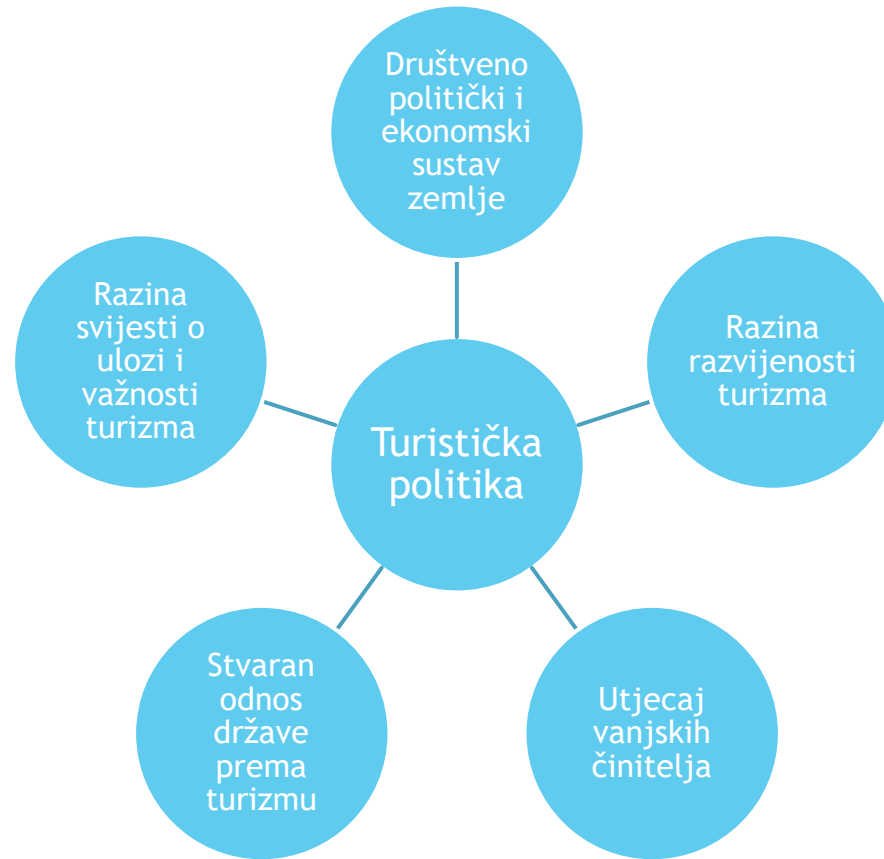 Društveno
politički i
ekonomski
sustav
zemlje
Razina
svijesti o
ulozi i
važnosti
turizma
Razina
razvijenosti
turizma
Turistička
politika
Stvaran
odnos
države
prema
turizmu
Utjecaj
vanjskih
činitelja